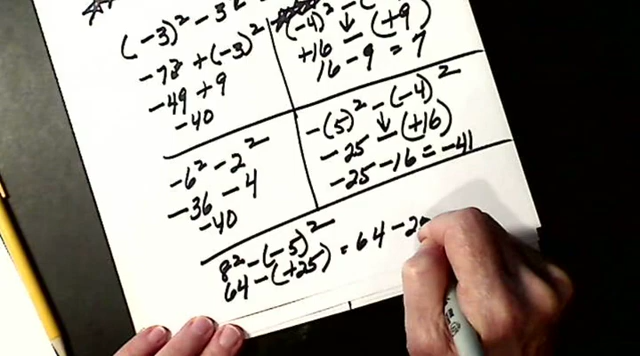 (-3)² - 3²
-7² + (-3)²
-49 + 9
-40
(-4)² - (
+16 - (+9)
16 - 9 = 7
-6² - 2²
-36 - 4
-40
-(5)² - (-4)²
-25 - (+16)
-25 - 16 = -41
8² - (-5)²
64 - (+25) = 64 - 2